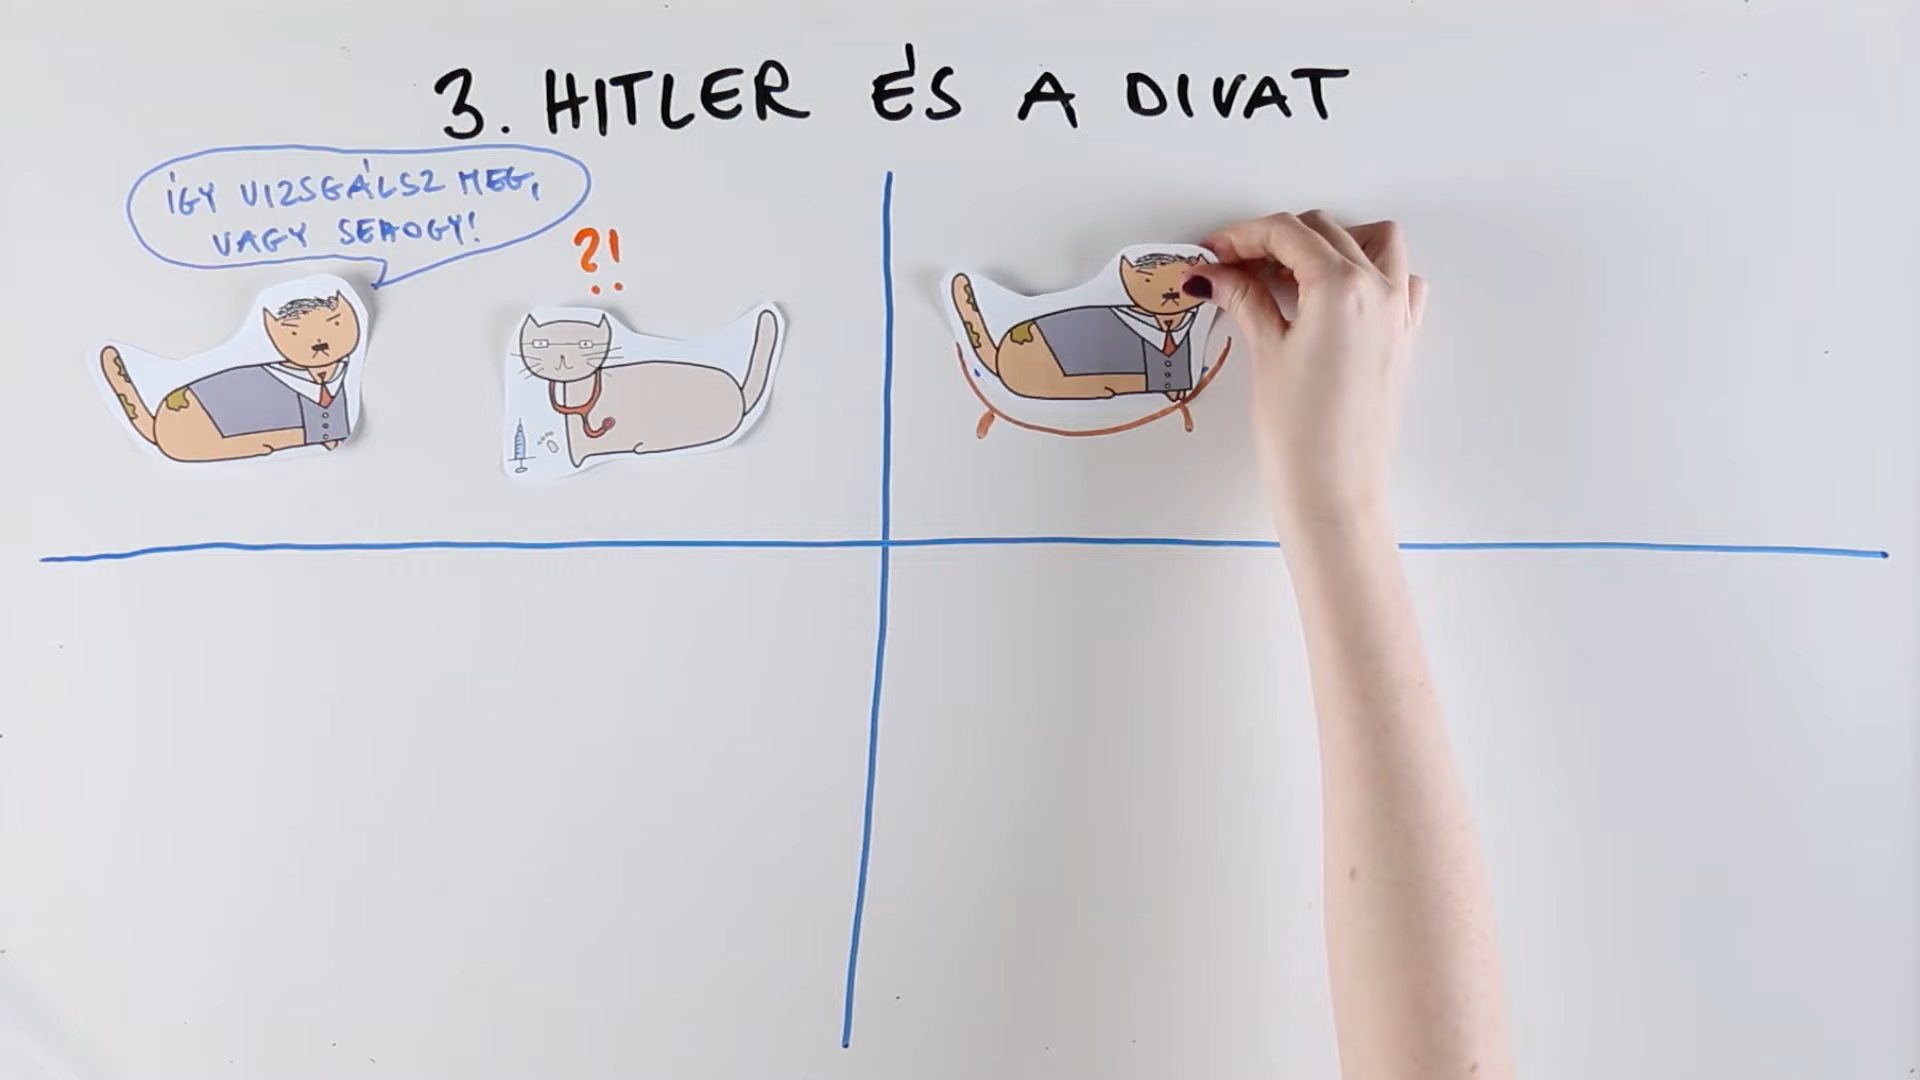 3. HITLER ÉS A DIVAT
ÍGY VIZSGÁLSZ MEG,
VAGY SEHOGY!
?!